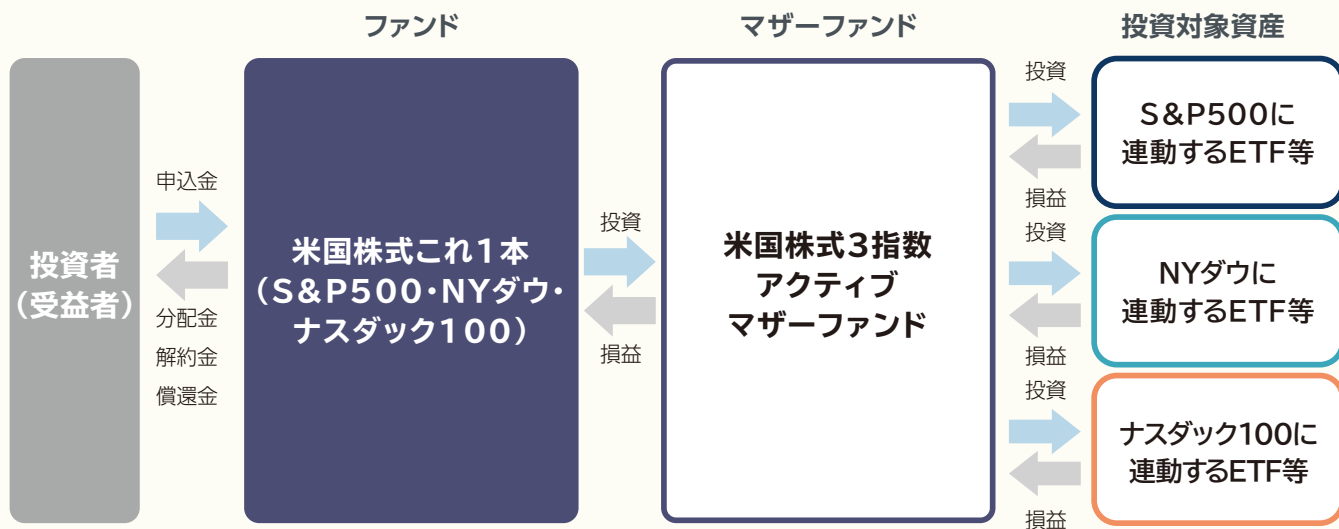 ファンド
マザーファンド
投資対象資産
投資者
（受益者）
申込金
分配金
解約金
償還金
米国株式これ1本
（S&P500・NYダウ・
ナスダック100）
投資
損益
米国株式3指数
アクティブ
マザーファンド
投資
損益
S&P500に
連動するETF等
投資
損益
NYダウに
連動するETF等
投資
損益
ナスダック100に
連動するETF等